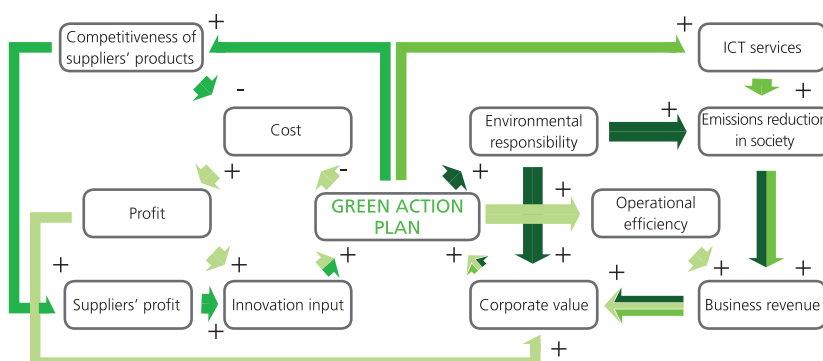 Competitiveness of
suppliers' products
+
-
Cost
+
-
Profit
+
Suppliers' profit
+
+
Innovation input
+
GREEN ACTION
PLAN
+
ICT services
+
Environmental
responsibility
+
Emissions reduction
in society
+
+
Operational
efficiency
+
+
+
Corporate value
+
+
+
Business revenue
+